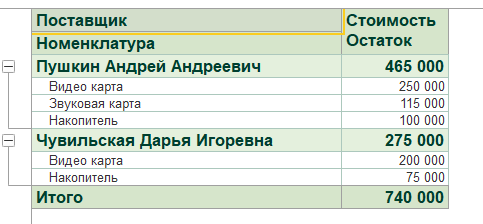 Поставщик Стоимость
Номенклатура Остаток
Пушкин Андрей Андреевич 465 000
Видео карта 250 000
Звуковая карта 115 000
Накопитель 100 000
Чувильская Дарья Игоревна 275 000
Видео карта 200 000
Накопитель 75 000
Итого 740 000